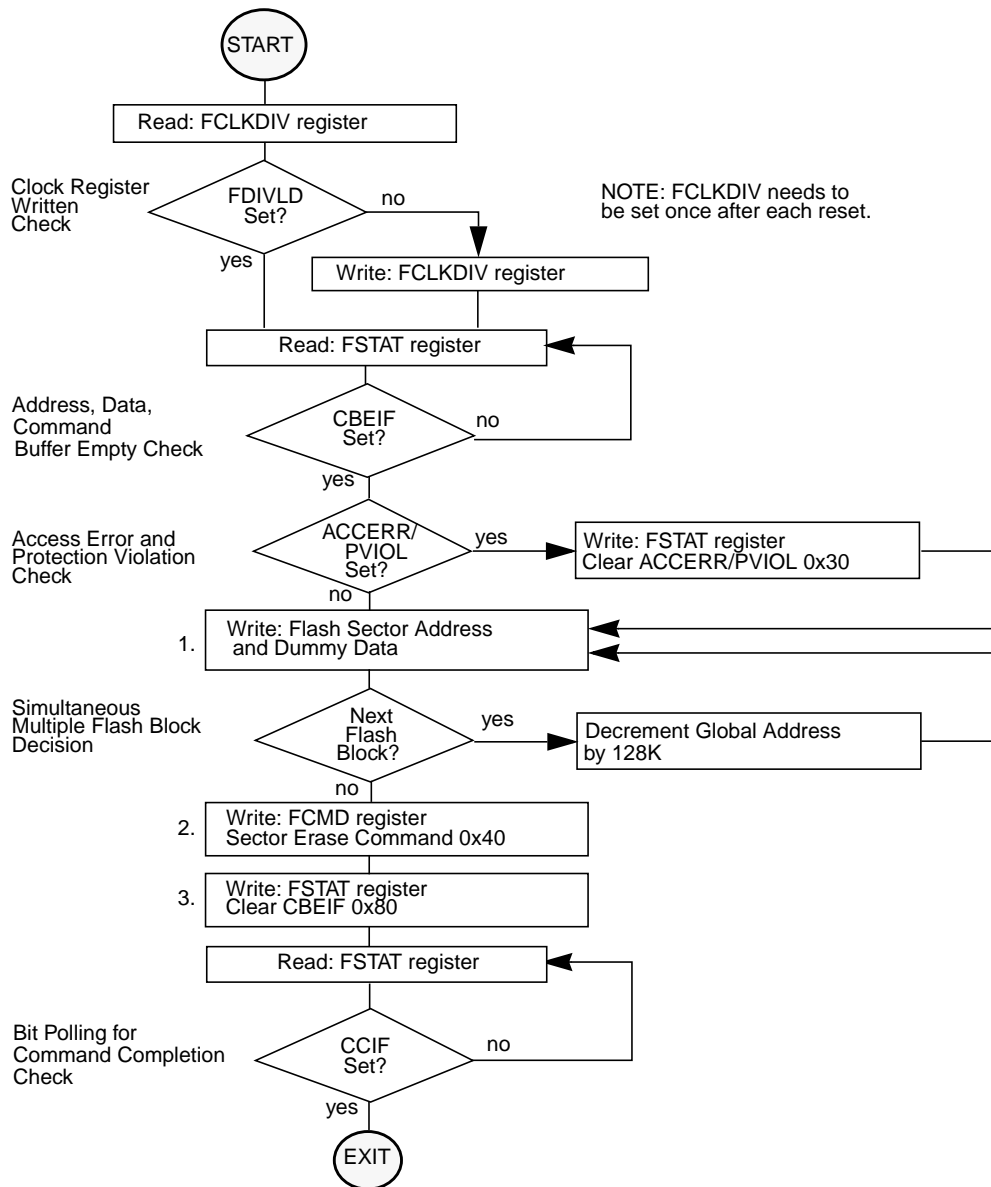 START
Read: FCLKDIV register
Clock Register
Written
Check
FDIVLD
Set?
no
yes
NOTE: FCLKDIV needs to
be set once after each reset.
Write: FCLKDIV register
Read: FSTAT register
Address, Data,
Command
Buffer Empty Check
CBEIF
Set?
no
yes
Access Error and
Protection Violation
Check
ACCERR/
PVIOL
Set?
yes
no
Write: FSTAT register
Clear ACCERR/PVIOL 0x30
1.
Write: Flash Sector Address
and Dummy Data
Simultaneous
Multiple Flash Block
Decision
Next
Flash
Block?
yes
no
Decrement Global Address
by 128K
2.
Write: FCMD register
Sector Erase Command 0x40
3.
Write: FSTAT register
Clear CBEIF 0x80
Read: FSTAT register
Bit Polling for
Command Completion
Check
CCIF
Set?
no
yes
EXIT